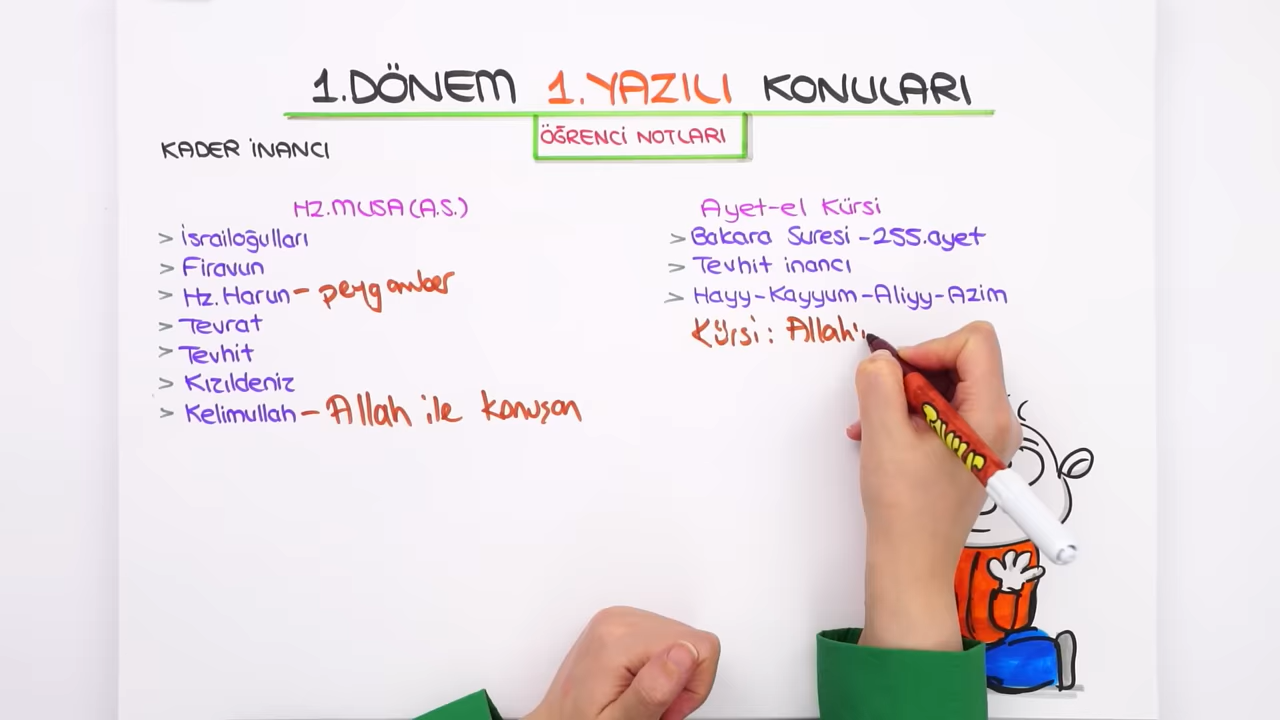 1.DÖNEM 1.YAZILI KONULARI
ÖĞRENCİ NOTLARI
KADER İNANCI
HZ.MUSA(A.S.)
> İsrailoğulları
> Firavun
> Hz. Harun - peygamber
> Tevrat
> Tevhit
> Kızıldeniz
> Kelimullah - Allah ile konuşan
Ayet-el Kürsi
> Bakara Suresi -255.ayet
> Tevhit inancı
> Hayy-Kayyum-Aliyy-Azim
Kürsi: Allah'ı